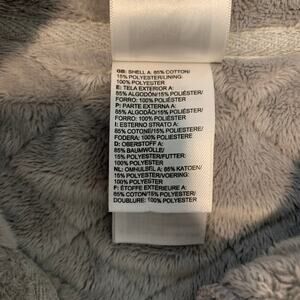 GB: SHELL A: 85% COTTON/
15% POLYESTER/LINING:
100% POLYESTER
E: TELA EXTERIOR A:
85% ALGODÓN/15% POLIÉSTER/
FORRO: 100% POLIÉSTER
P: PARTE EXTERNA A:
85% ALGODÃO/15% POLIÉSTER/
FORRO: 100% POLIÉSTER
I: ESTERNO STRATO A:
85% COTONE/15% POLIESTERE/
FODERA: 100% POLIESTERE
D: OBERSTOFF A:
85% BAUMWOLLE/
15% POLYESTER/FUTTER:
100% POLYESTER
NL: OMHULSEL A: 85% KATOEN/
15% POLYESTER/VOERING:
100% POLYESTER
F: ÉTOFFE EXTÉRIEURE A:
85% COTON/15% POLYESTER/
DOUBLURE: 100% POLYESTER